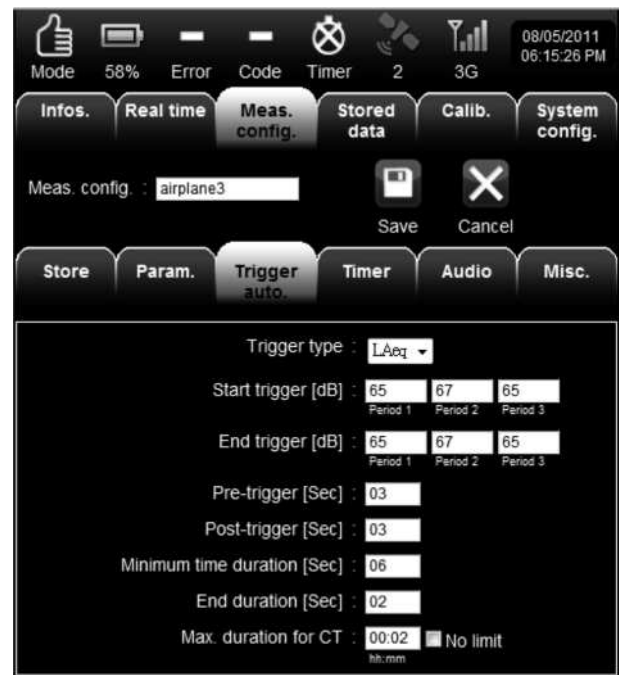 08/05/2011
06:15:26 PM
Mode 58% Error Code Timer 2 3G
Infos. Real time Meas. config. Stored data Calib. System config.
Meas. config. : airplane3
Save Cancel
Store Param. Trigger auto. Timer Audio Misc.
Trigger type : LAeq
Start trigger [dB] : 65 67 65
Period 1 Period 2 Period 3
End trigger [dB] : 65 67 65
Period 1 Period 2 Period 3
Pre-trigger [Sec] : 03
Post-trigger [Sec] : 03
Minimum time duration [Sec] : 06
End duration [Sec] : 02
Max. duration for CT : 00:02 No limit
hh:mm